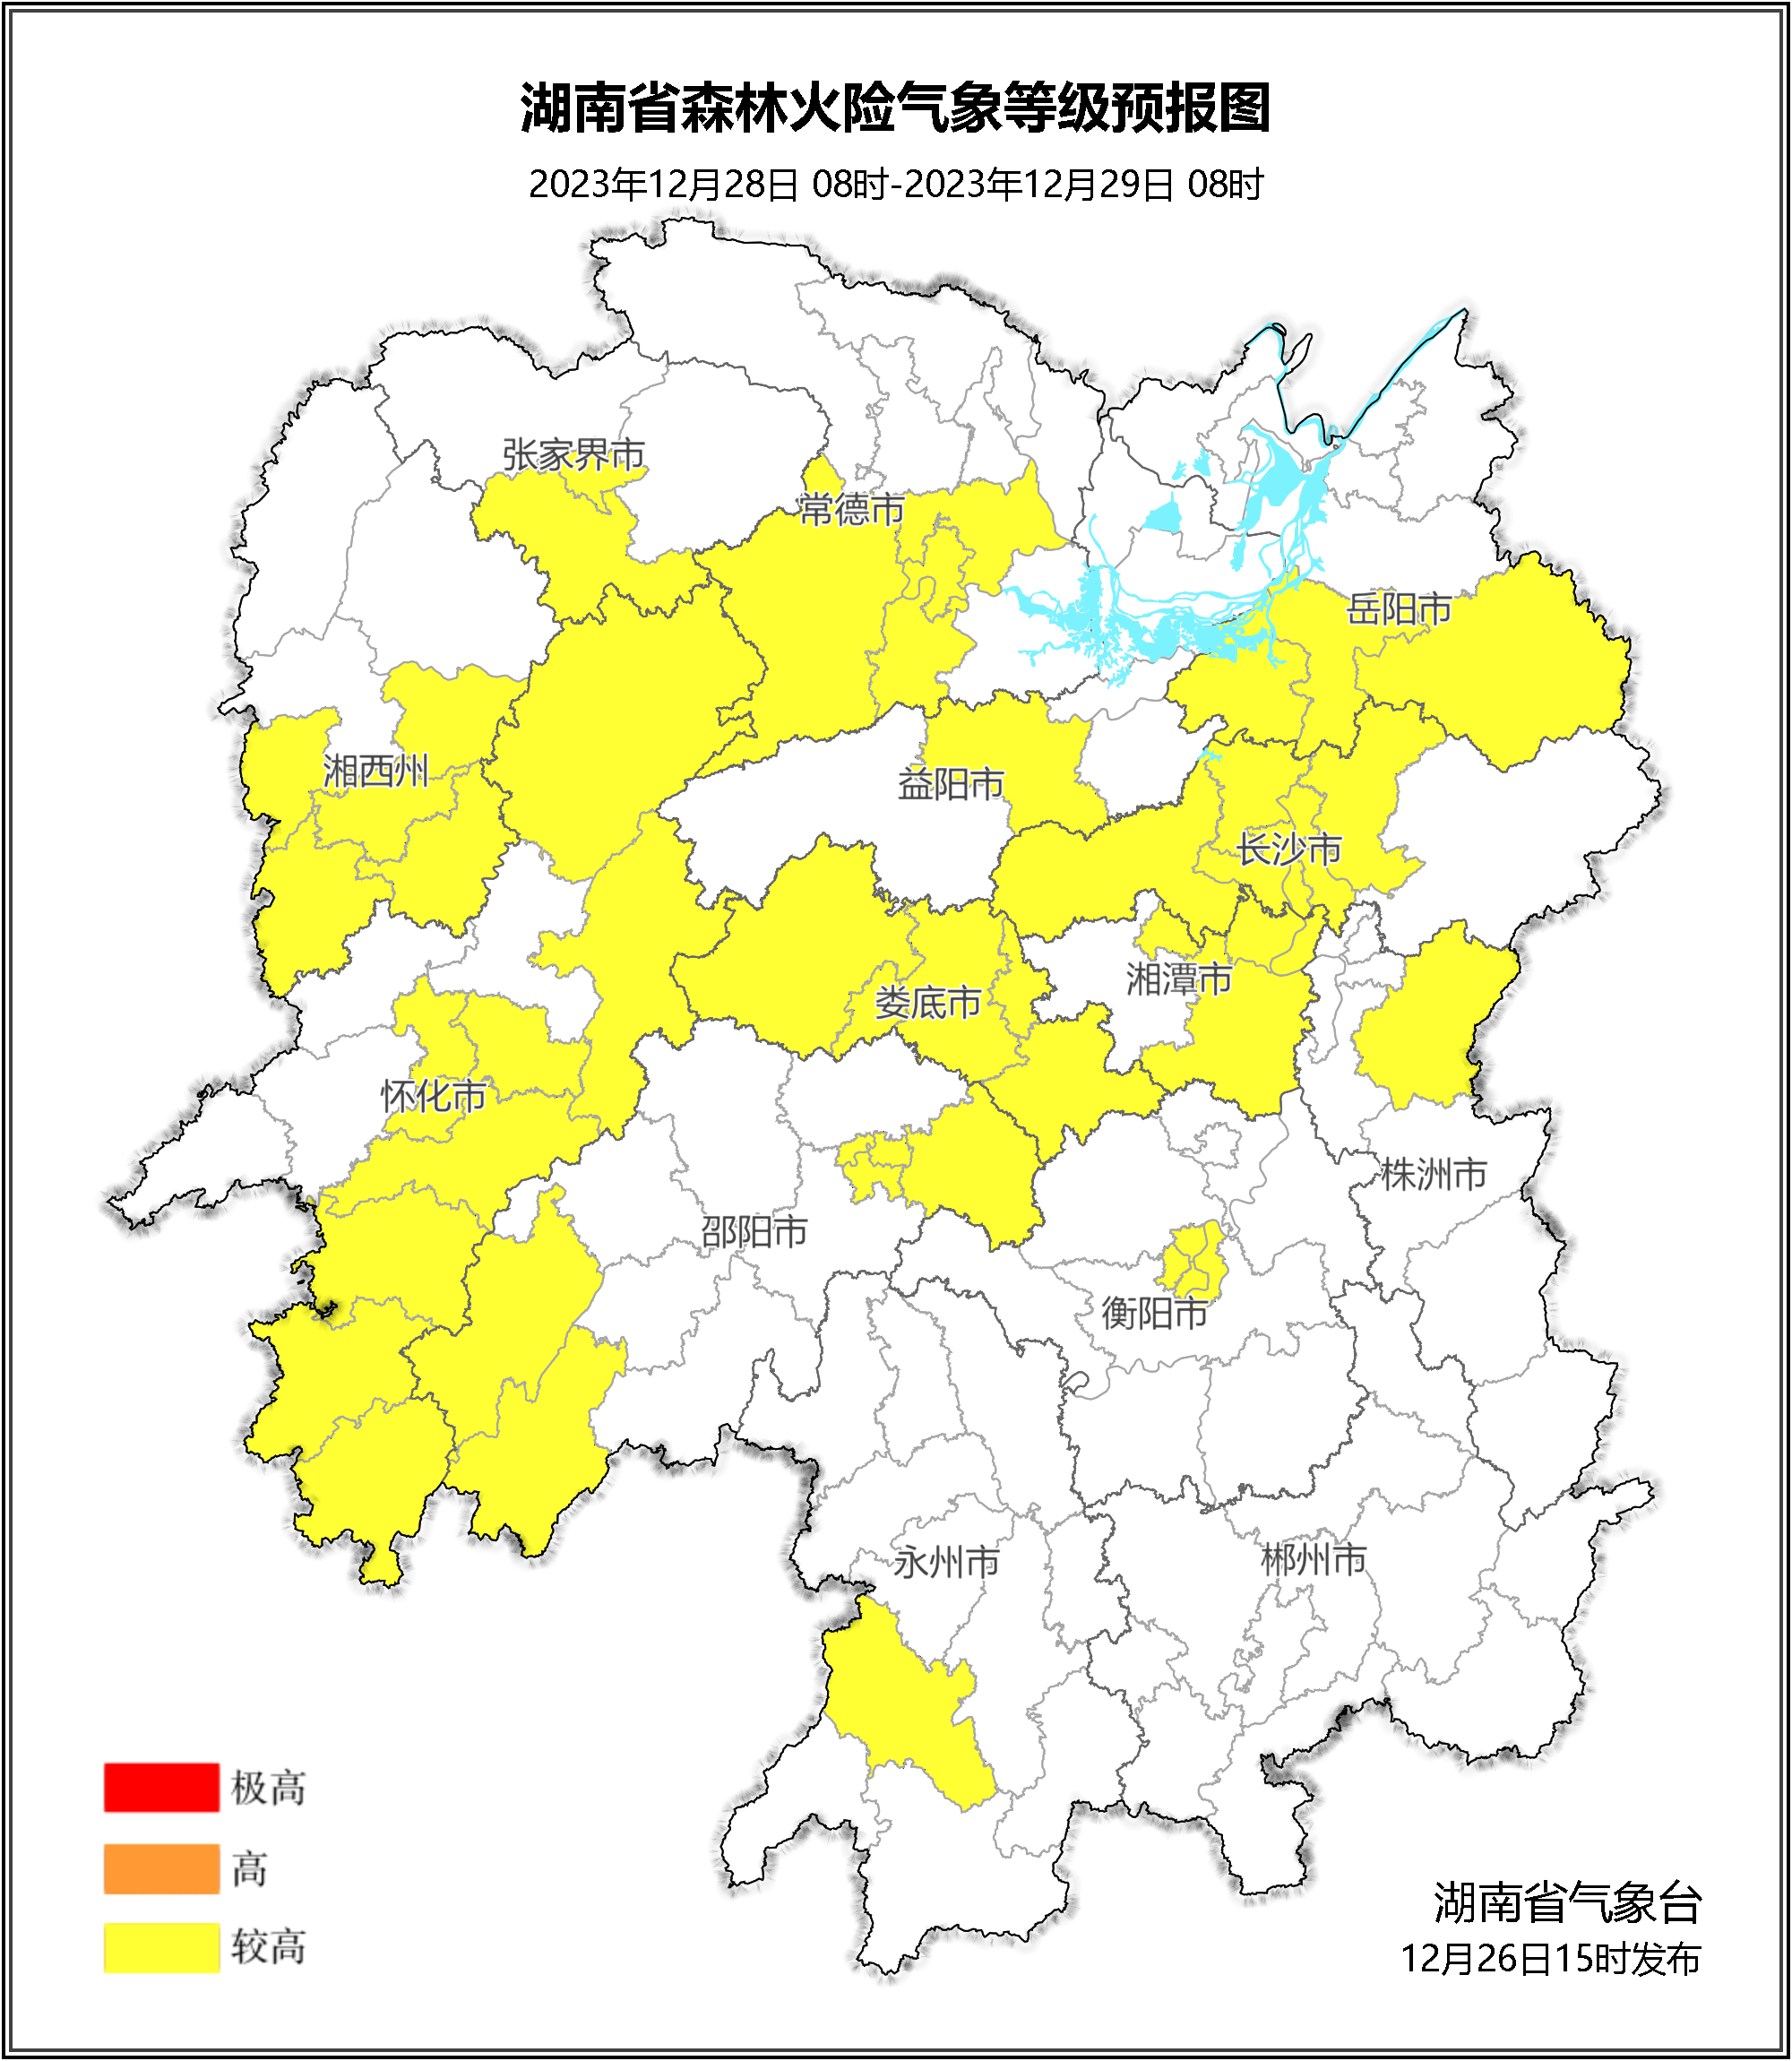 湖南省森林火险气象等级预报图
2023年12月28日 08时-2023年12月29日 08时
张家界市
常德市
岳阳市
湘西州
益阳市
长沙市
湘潭市
娄底市
怀化市
株洲市
邵阳市
衡阳市
永州市
郴州市
极高
高
较高
湖南省气象台
12月26日15时发布